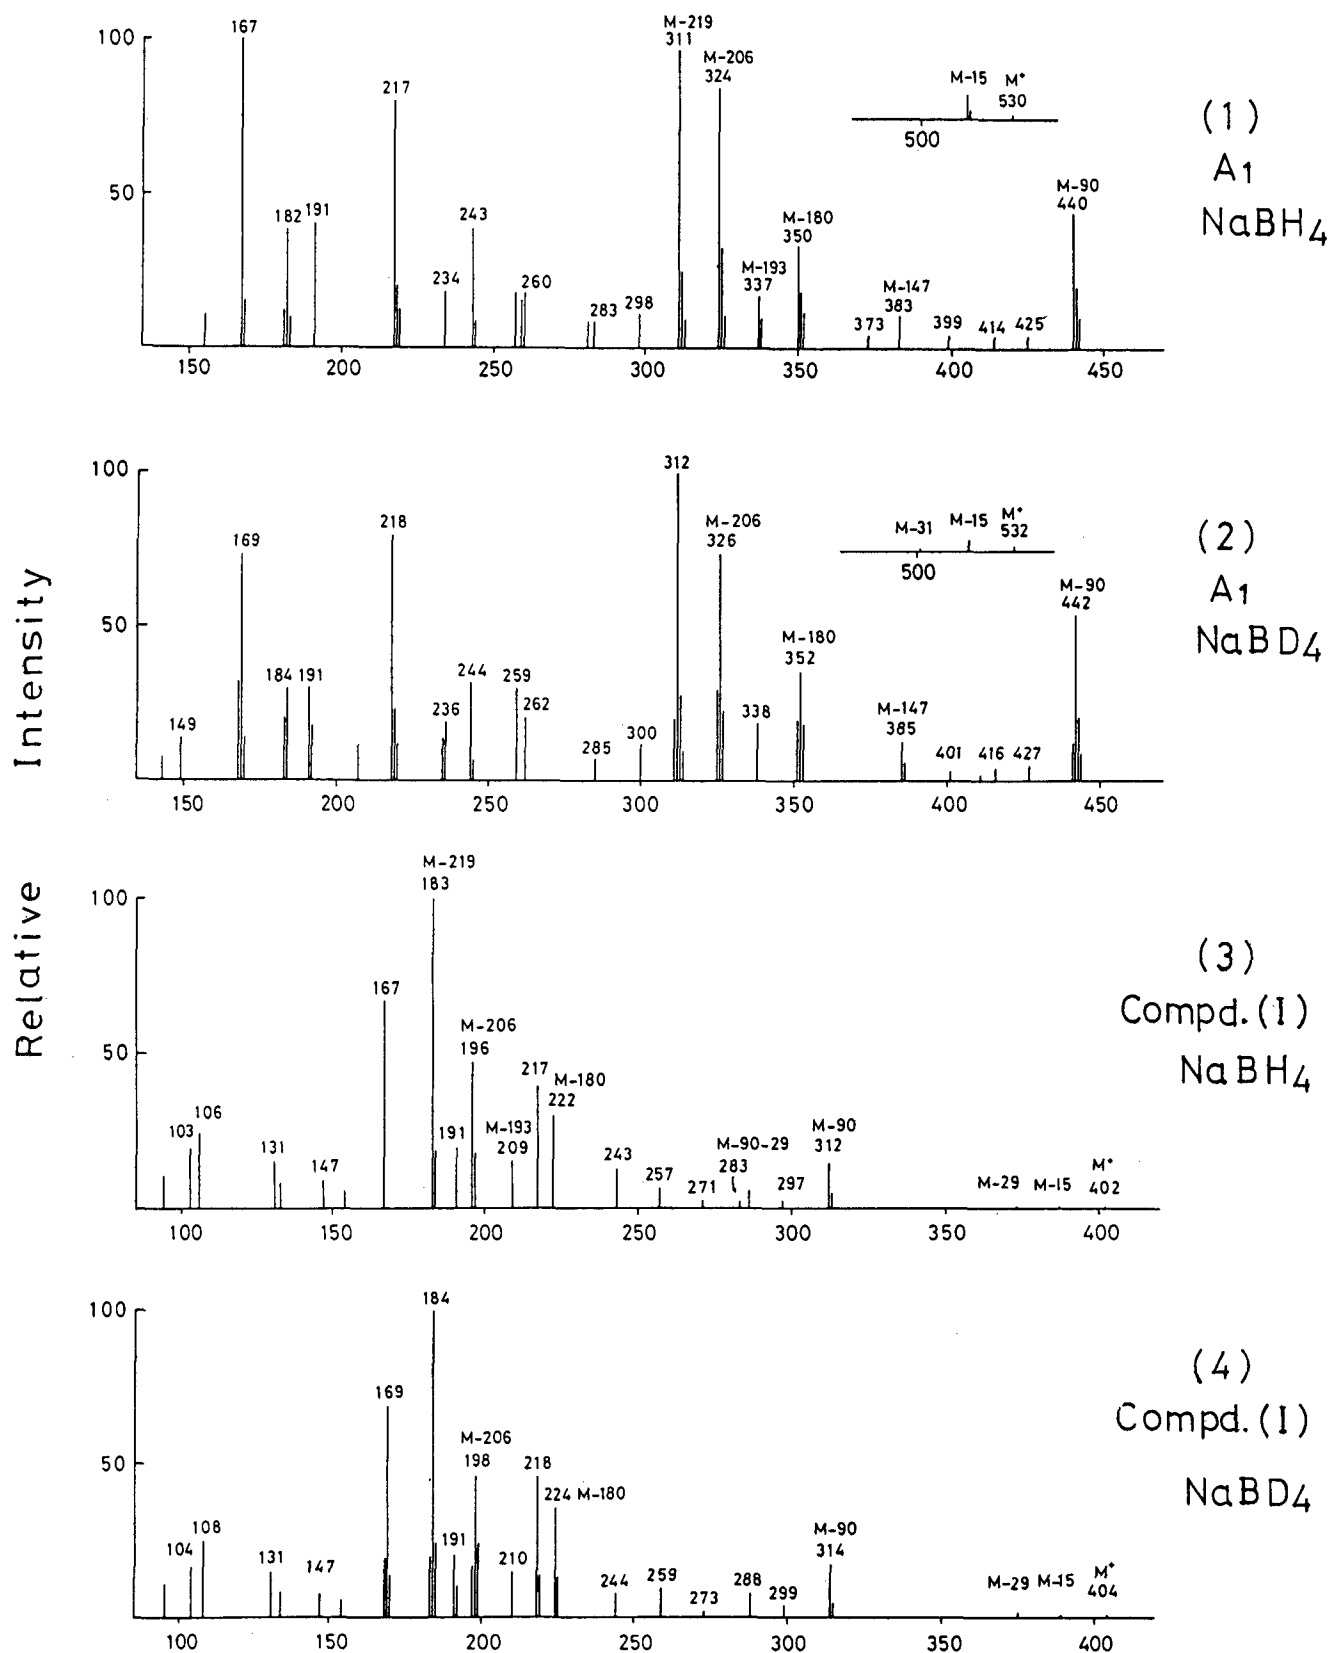 Relative Intensity
167
M-219
311
M-206
324
217
M-15 M+
530
500
100
50
182 191
243
234
260
283
298
M-193
337
M-180
350
M-147
383
373
399
414
425
M-90
440
150 200 250 300 350 400 450
(1)
A1
NaBH4
312
100
50
169
218
M-206
326
M-31 M-15 M+
532
500
149
184 191
236
244
259
262
285
300
338
M-180
352
M-147
385
401
416
427
M-90
442
150 200 250 300 350 400 450
(2)
A1
NaBD4
M-219
183
100
50
167
M-206
196
217
M-180
222
103
106
131
147
191
M-193
209
243
257
271
M-90-29
283
297
M-90
312
M-29 M-15 M+
402
100 150 200 250 300 350 400
(3)
Compd.(I)
NaBH4
184
100
50
169
M-206
198
218
224 M-180
104
108
131
147
191
210
244
259
273
288
299
M-90
314
M-29 M-15 M+
404
100 150 200 250 300 350 400
(4)
Compd.(I)
NaBD4